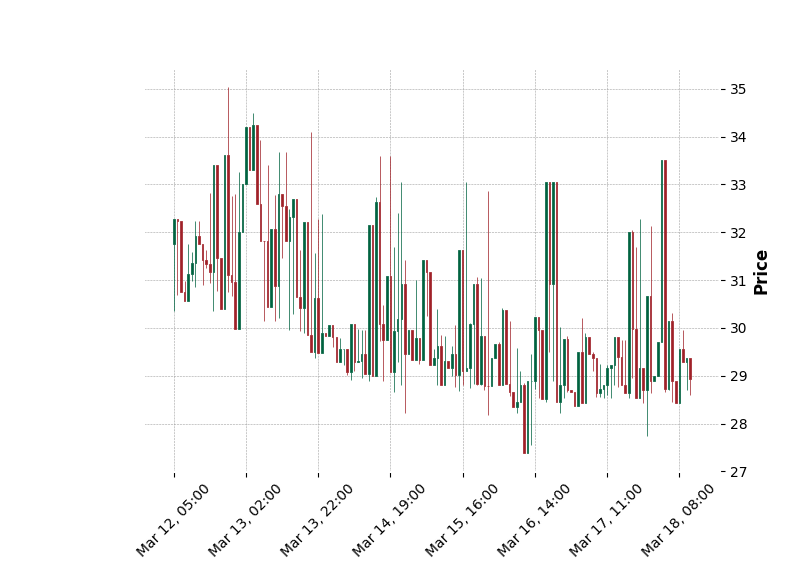 35
34
33
32
31
30
29
28
27
Price
Mar 12, 05:00
Mar 13, 02:00
Mar 13, 22:00
Mar 14, 19:00
Mar 15, 16:00
Mar 16, 14:00
Mar 17, 11:00
Mar 18, 08:00